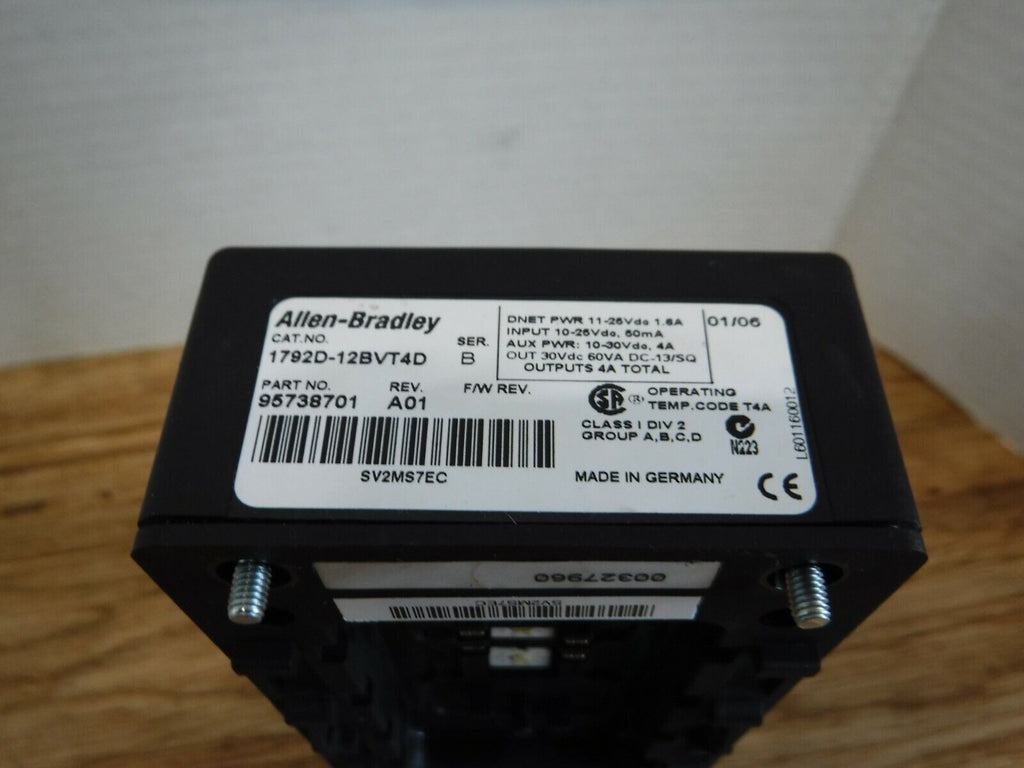 Allen-Bradley
CAT.NO.
SER.
1792D-12BVT4D
B
PART NO.
REV.
F/W REV.
95738701
A01
SV2MS7EC
DNET PWR 11-25Vdc 1.6A
INPUT 10-25Vdc, 50mA
AUX PWR: 10-30Vdc, 4A
OUT 30Vdc 60VA DC-13/SQ
OUTPUTS 4A TOTAL
01/06
SA ®
OPERATING
TEMP.CODE T4A
CLASS I DIV 2
GROUP A,B,C,D
N223
MADE IN GERMANY
CE
L601160012
00327960
SV2MS7EC